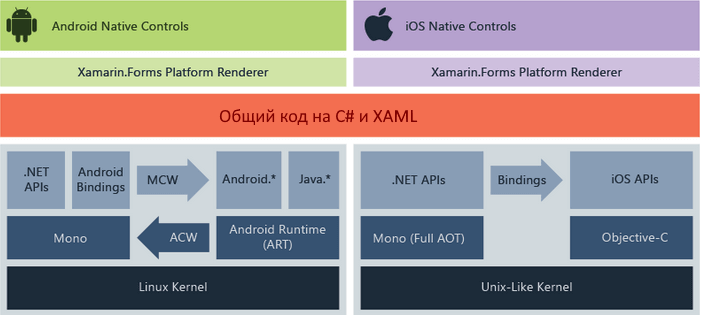 Android Native Controls
iOS Native Controls
Xamarin.Forms Platform Renderer
Xamarin.Forms Platform Renderer
Общий код на C# и XAML
.NET
APIs
Android
Bindings
MCW
Android.*
Java.*
.NET APIs
Bindings
iOS APIs
Mono
ACW
Android Runtime
(ART)
Mono (Full AOT)
Objective-C
Linux Kernel
Unix-Like Kernel